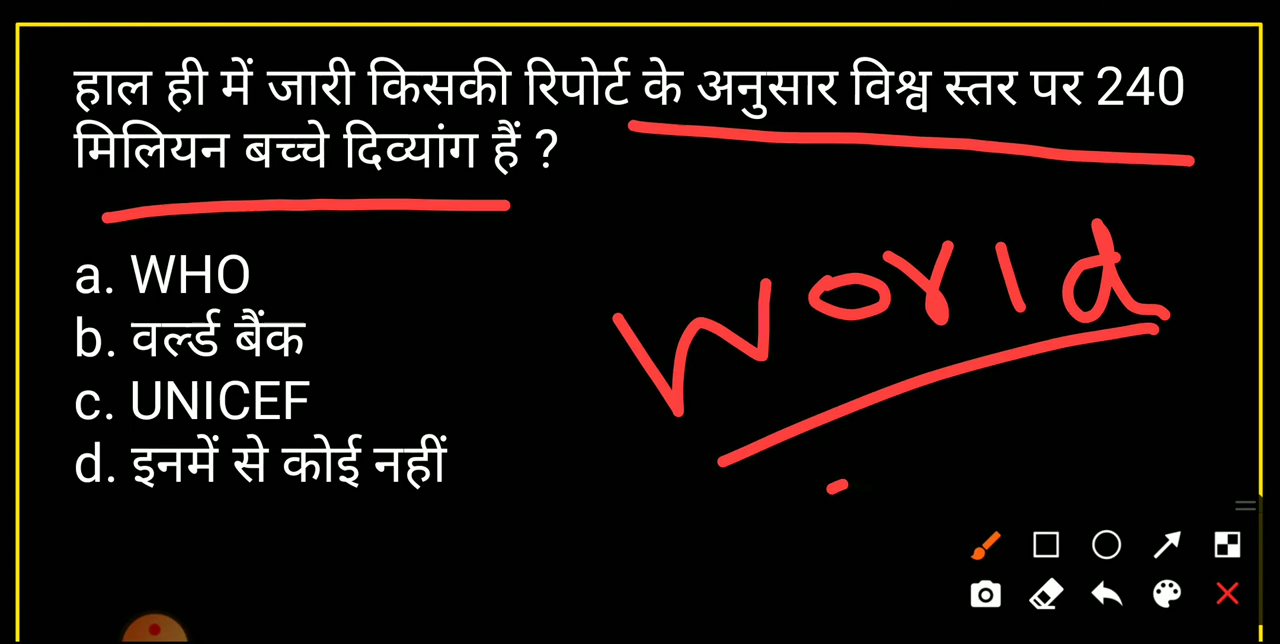 हाल ही में जारी किसकी रिपोर्ट के अनुसार विश्व स्तर पर 240
मिलियन बच्चे दिव्यांग हैं ?
a. WHO
b. वर्ल्ड बैंक
c. UNICEF
d. इनमें से कोई नहीं
World